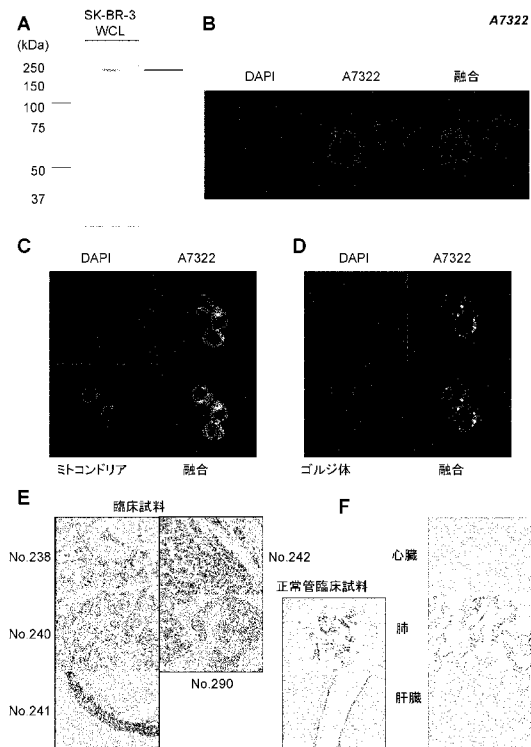 A7322
A
SK-BR-3
WCL
(kDa)
250
150
100
75
50
37
B
DAPI
A7322
融合
C
DAPI
A7322
ミトコンドリア
融合
D
DAPI
A7322
ゴルジ体
融合
E
臨床試料
No.238
No.240
No.241
No.242
No.290
正常管臨床試料
F
心臓
肺
肝臓